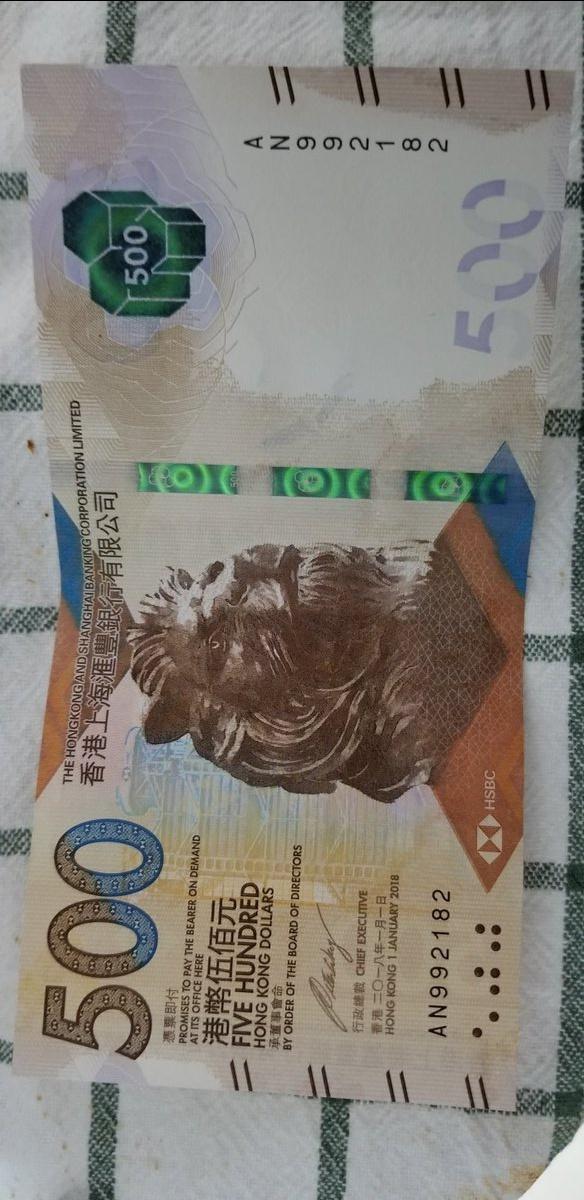 THE HONGKONG AND SHANGHAI BANKING CORPORATION LIMITED
香港上海滙豐銀行有限公司
500
憑票即付
PROMISES TO PAY THE BEARER ON DEMAND
AT ITS OFFICE HERE
港幣伍佰元
FIVE HUNDRED
HONG KONG DOLLARS
承董事會命
BY ORDER OF THE BOARD OF DIRECTORS
行政總裁 CHIEF EXECUTIVE
香港 二〇一八年一月一日
HONG KONG 1 JANUARY 2018
AN992182
HSBC
500
AN992182
500